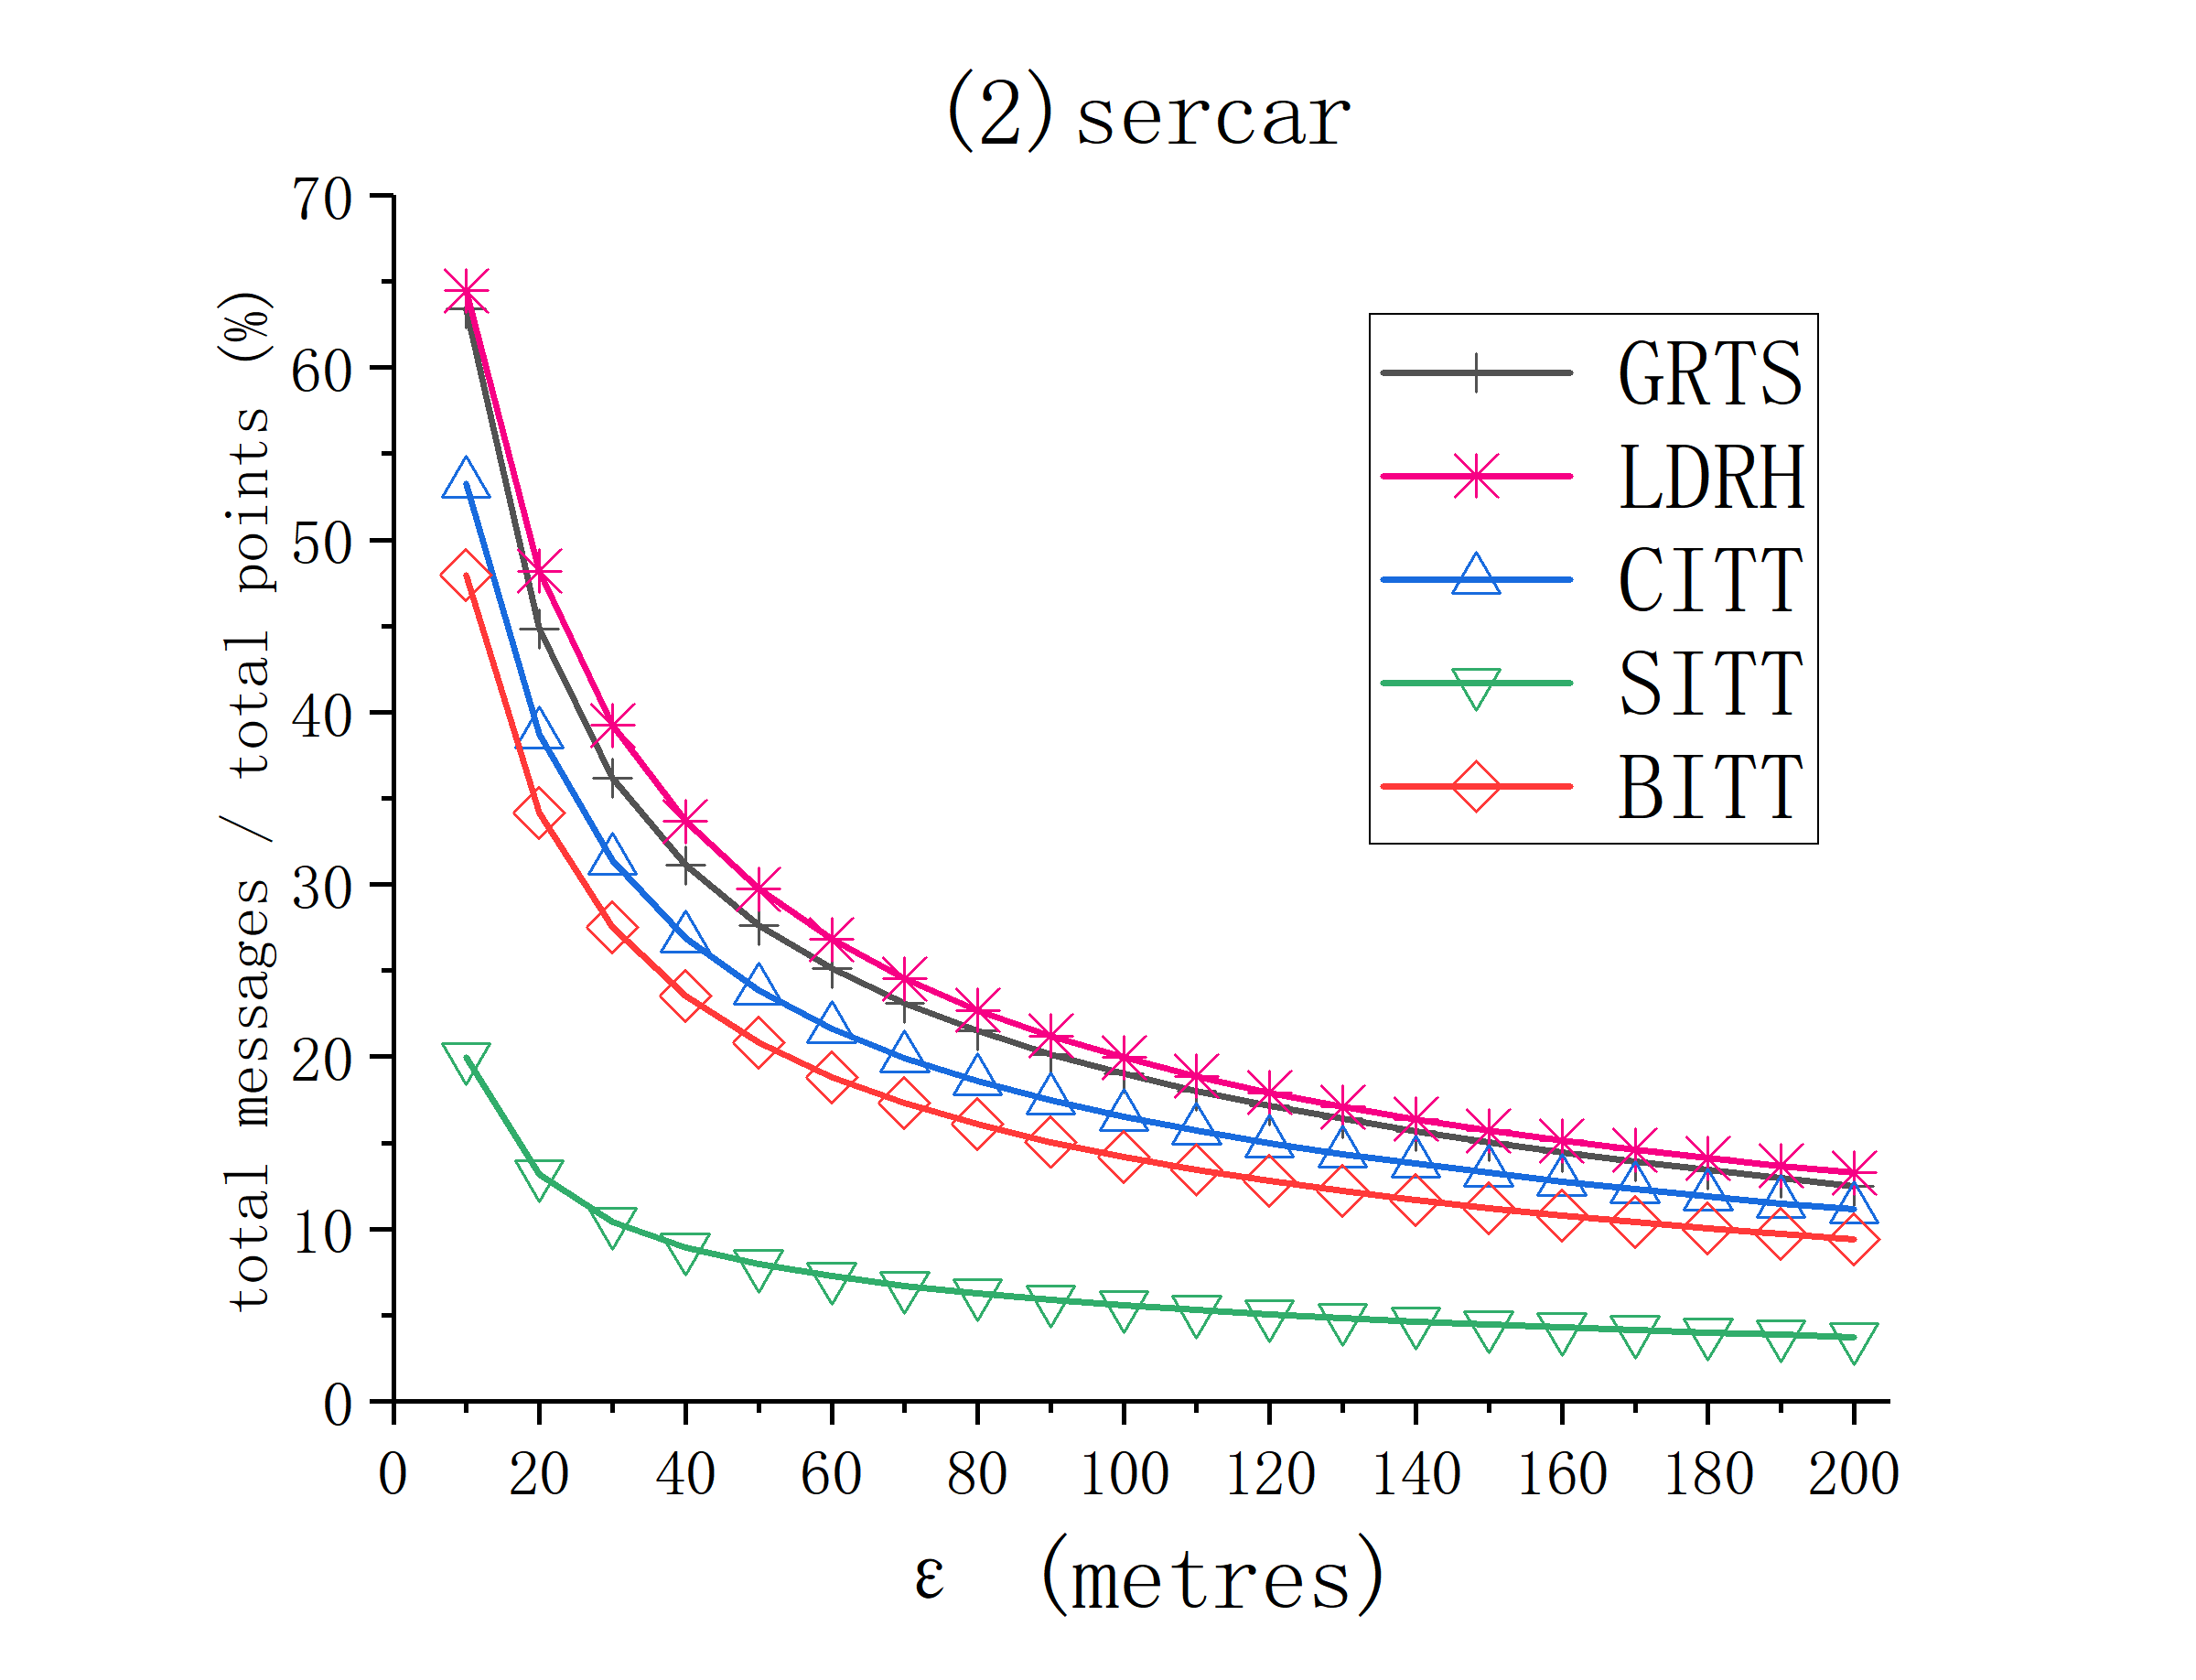 (2)sercar
total messages / total points (%)
70
60
50
40
30
20
10
0
0 20 40 60 80 100 120 140 160 180 200
ε (metres)
GRTS
LDRH
CITT
SITT
BITT